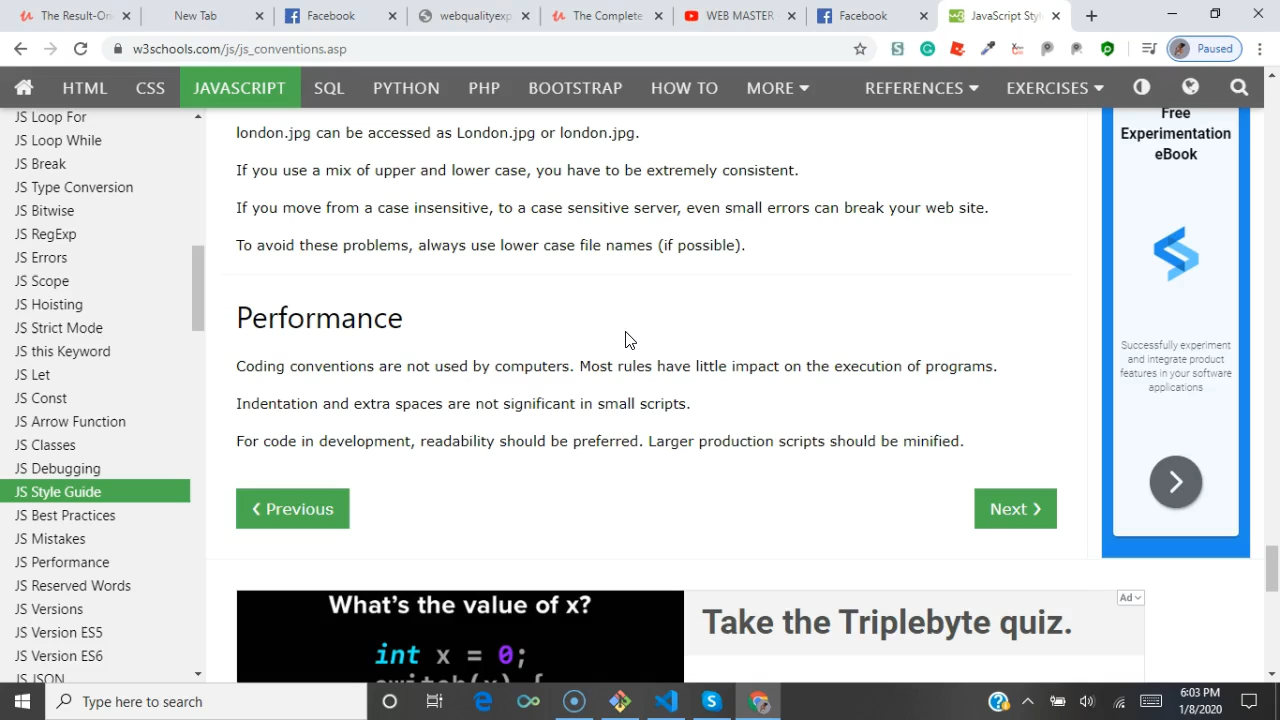 The Result-Ori
New Tab
Facebook
webqualityexp
The Complete
WEB MASTER
Facebook
JavaScript Sty
w3schools.com/js/js_conventions.asp
Paused
HTML CSS JAVASCRIPT SQL PYTHON PHP BOOTSTRAP HOW TO MORE REFERENCES EXERCISES
JS Loop For
JS Loop While
JS Break
JS Type Conversion
JS Bitwise
JS RegExp
JS Errors
JS Scope
JS Hoisting
JS Strict Mode
JS this Keyword
JS Let
JS Const
JS Arrow Function
JS Classes
JS Debugging
JS Style Guide
JS Best Practices
JS Mistakes
JS Performance
JS Reserved Words
JS Versions
JS Version ES5
JS Version ES6
JS JSON
london.jpg can be accessed as London.jpg or london.jpg.
If you use a mix of upper and lower case, you have to be extremely consistent.
If you move from a case insensitive, to a case sensitive server, even small errors can break your web site.
To avoid these problems, always use lower case file names (if possible).
Performance
Coding conventions are not used by computers. Most rules have little impact on the execution of programs.
Indentation and extra spaces are not significant in small scripts.
For code in development, readability should be preferred. Larger production scripts should be minified.
❮ Previous
Next ❯
Free
Experimentation
eBook
Successfully experiment
and integrate product
features in your software
applications
What's the value of x?
int x = 0;
switch(x) {
Take the Triplebyte quiz.
Ad
Type here to search
6:03 PM
1/8/2020